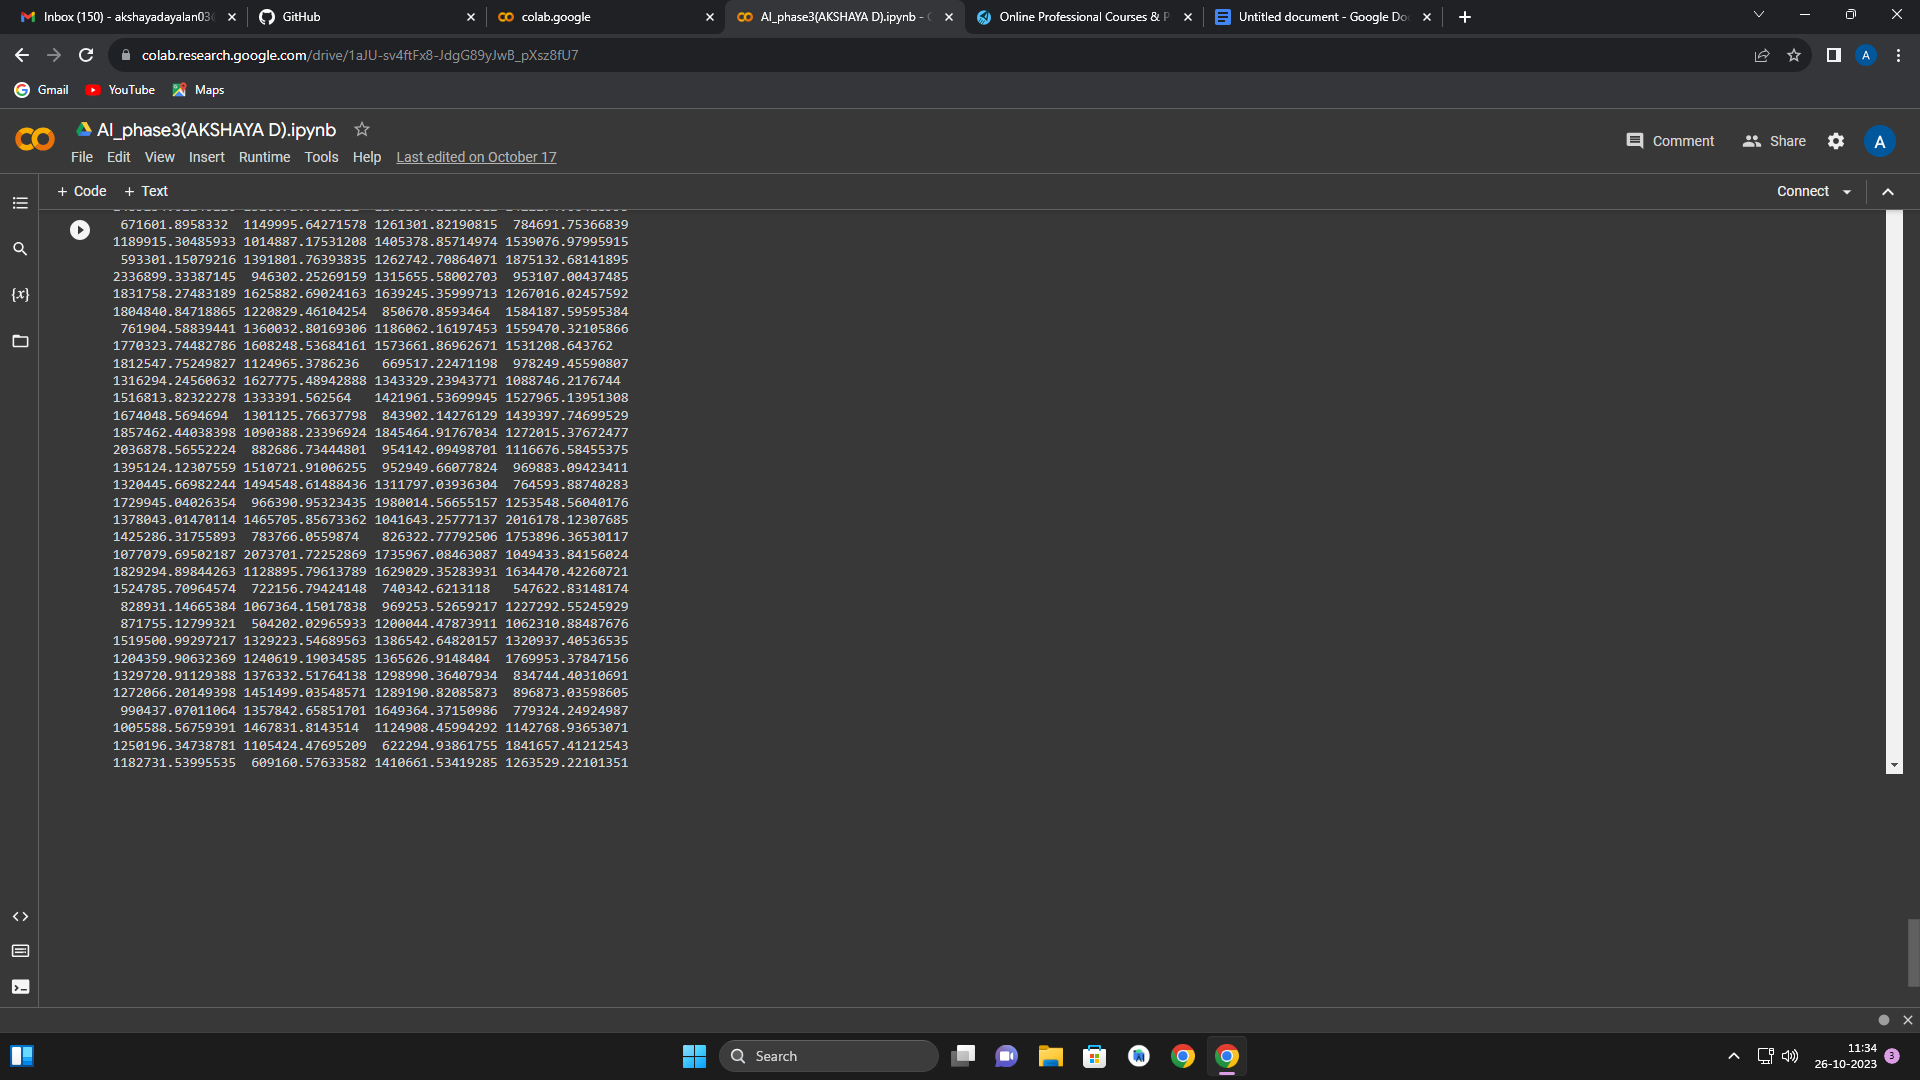 Inbox (150) - akshayadayalan03
GitHub
colab.google
AI_phase3(AKSHAYA D).ipynb - C
Online Professional Courses & P
Untitled document - Google Do
colab.research.google.com/drive/1aJU-sv4ftFx8-JdgG89yJwB_pXsz8fU7
A
Gmail
YouTube
Maps
AI_phase3(AKSHAYA D).ipynb
Comment
Share
A
File Edit View Insert Runtime Tools Help Last edited on October 17
+ Code + Text
Connect
671601.8958332 1149995.64271578 1261301.82190815 784691.75366839
1189915.30485933 1014887.17531208 1405378.85714974 1539076.97995915
593301.15079216 1391801.76393835 1262742.70864071 1875132.68141895
2336899.33387145 946302.25269159 1315655.58002703 953107.00437485
1831758.27483189 1625882.69024163 1639245.35999713 1267016.02457592
1804840.84718865 1220829.46104254 850670.8593464 1584187.59595384
761904.58839441 1360032.80169306 1186062.16197453 1559470.32105866
1770323.74482786 1608248.53684161 1573661.86962671 1531208.643762
1812547.75249827 1124965.3786236 669517.22471198 978249.45590807
1316294.24560632 1627775.48942888 1343329.23943771 1088746.2176744
1516813.82322278 1333391.562564 1421961.53699945 1527965.13951308
1674048.5694694 1301125.76637798 843902.14276129 1439397.74699529
1857462.44038398 1090388.23396924 1845464.91767034 1272015.37672477
2036878.56552224 882686.73444801 954142.09498701 1116676.58455375
1395124.12307559 1510721.91006255 952949.66077824 969883.09423411
1320445.66982244 1494548.61488436 1311797.03936304 764593.88740283
1729945.04026354 966390.95323435 1980014.56655157 1253548.56040176
1378043.01470114 1465705.85673362 1041643.25777137 2016178.12307685
1425286.31755893 783766.0559874 826322.77792506 1753896.36530117
1077079.69502187 2073701.72252869 1735967.08463087 1049433.84156024
1829294.89844263 1128895.79613789 1629029.35283931 1634470.42260721
1524785.70964574 722156.79424148 740342.6213118 547622.83148174
828931.14665384 1067364.15017838 969253.52659217 1227292.55245929
871755.12799321 504202.02965933 1200044.47873911 1062310.88487676
1519500.99297217 1329223.54689563 1386542.64820157 1320937.40536535
1204359.90632369 1240619.19034585 1365626.9148404 1769953.37847156
1329720.91129388 1376332.51764138 1298990.36407934 834744.40310691
1272066.20149398 1451499.03548571 1289190.82085873 896873.03598605
990437.07011064 1357842.65851701 1649364.37150986 779324.24924987
1005588.56759391 1467831.8143514 1124908.45994292 1142768.93653071
1250196.34738781 1105424.47695209 622294.93861755 1841657.41212543
1182731.53995535 609160.57633582 1410661.53419285 1263529.22101351
Search
11:34
26-10-2023
3